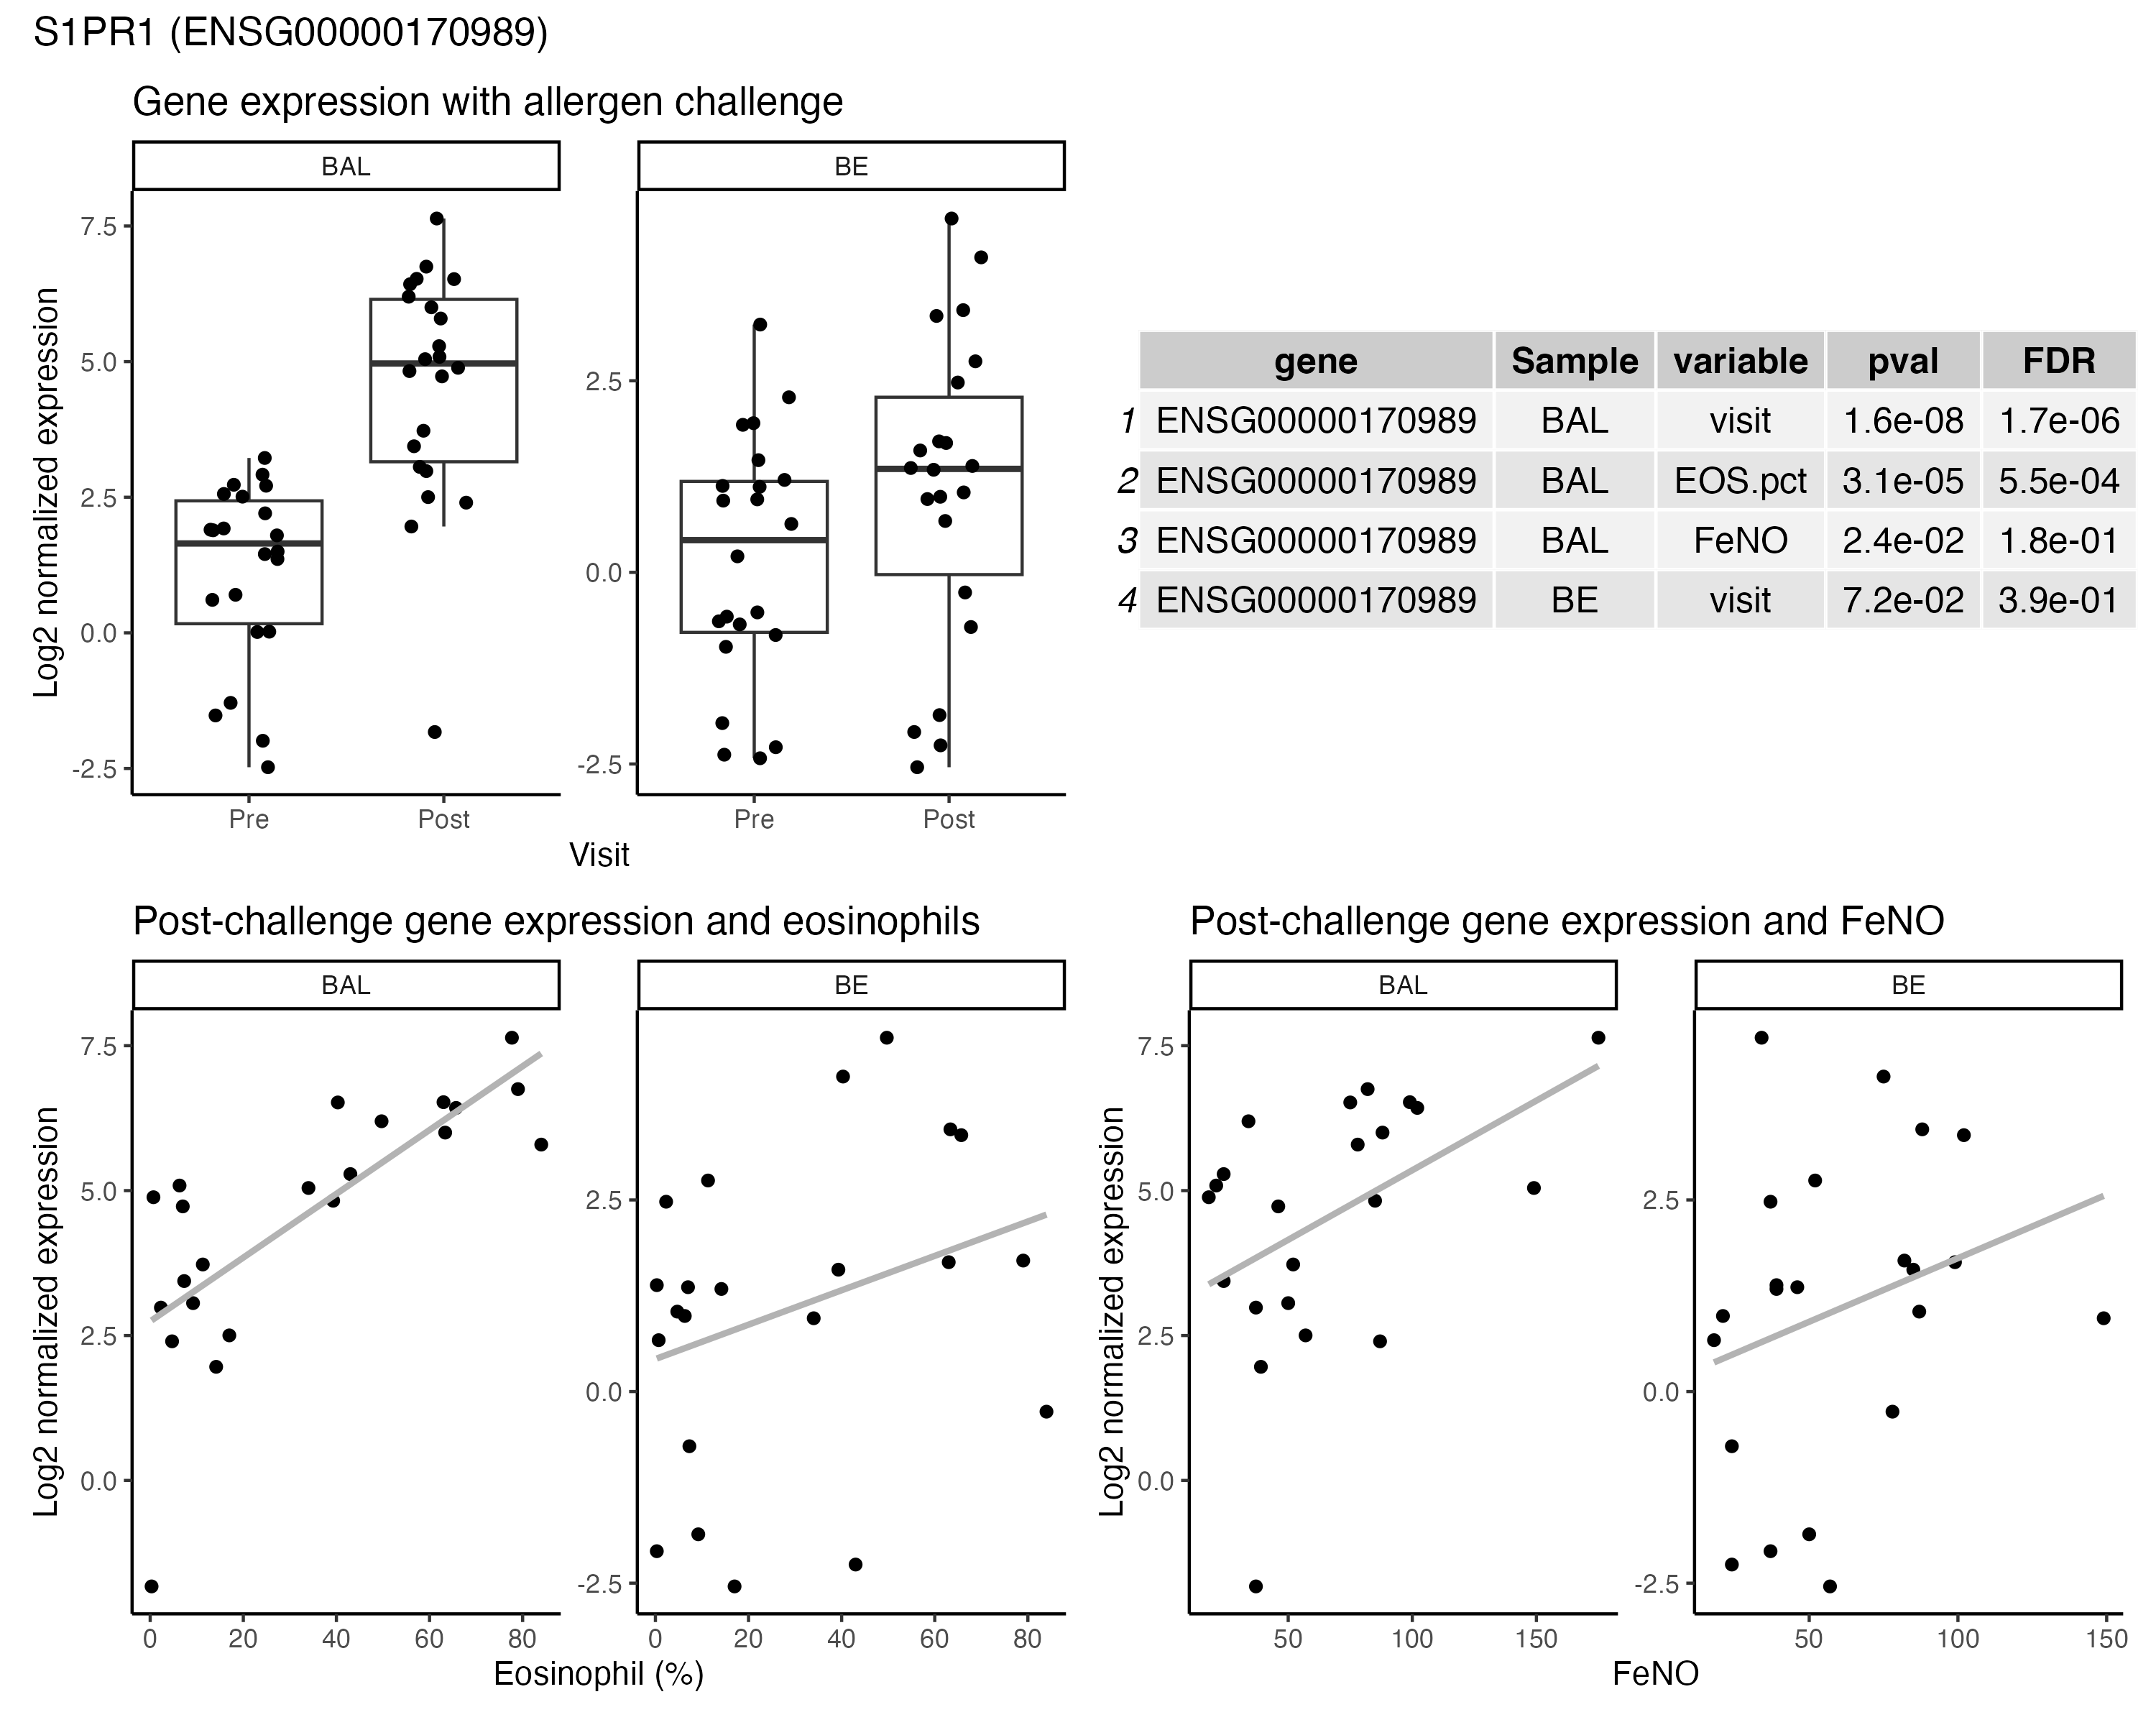 S1PR1 (ENSG00000170989)
Gene expression with allergen challenge
BAL
BE
Log2 normalized expression
7.5
5.0
2.5
0.0
-2.5
2.5
0.0
-2.5
Pre
Post
Pre
Post
Visit
gene Sample variable pval FDR
1 ENSG00000170989 BAL visit 1.6e-08 1.7e-06
2 ENSG00000170989 BAL EOS.pct 3.1e-05 5.5e-04
3 ENSG00000170989 BAL FeNO 2.4e-02 1.8e-01
4 ENSG00000170989 BE visit 7.2e-02 3.9e-01
Post-challenge gene expression and eosinophils
BAL
BE
Log2 normalized expression
7.5
5.0
2.5
0.0
2.5
0.0
-2.5
0 20 40 60 80
0 20 40 60 80
Eosinophil (%)
Post-challenge gene expression and FeNO
BAL
BE
Log2 normalized expression
7.5
5.0
2.5
0.0
2.5
0.0
-2.5
50 100 150
50 100 150
FeNO